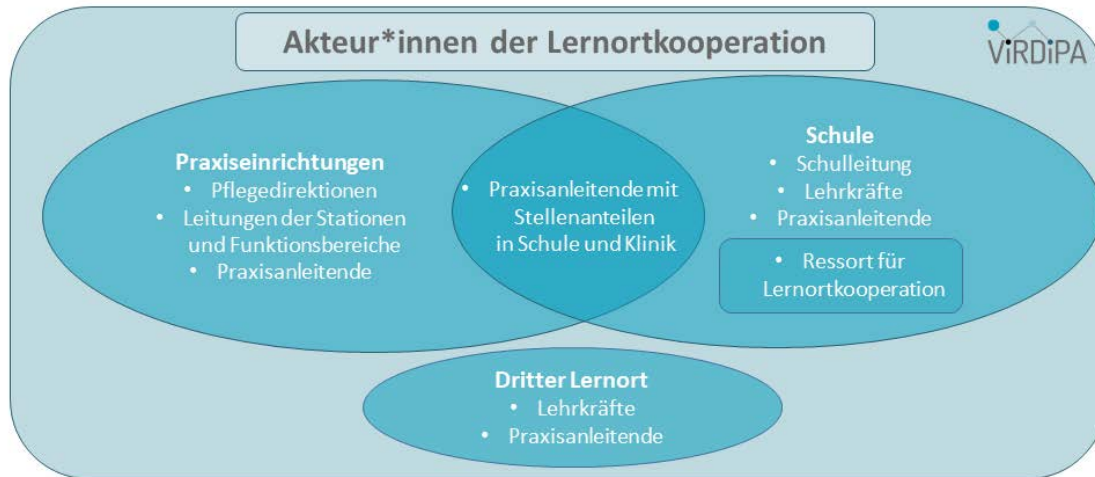 Akteur*innen der Lernortkooperation
ViRDiPA
Praxiseinrichtungen
• Pflegedirektionen
• Leitungen der Stationen
und Funktionsbereiche
• Praxisanleitende
• Praxisanleitende mit
Stellenanteilen
in Schule und Klinik
Schule
• Schulleitung
• Lehrkräfte
• Praxisanleitende
• Ressort für
Lernortkooperation
Dritter Lernort
• Lehrkräfte
• Praxisanleitende